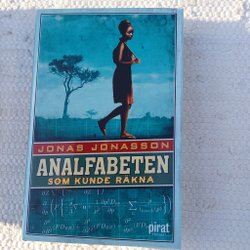 JONAS JONASSON
ANALFABETEN
SOM KUNDE RÄKNA
pirat